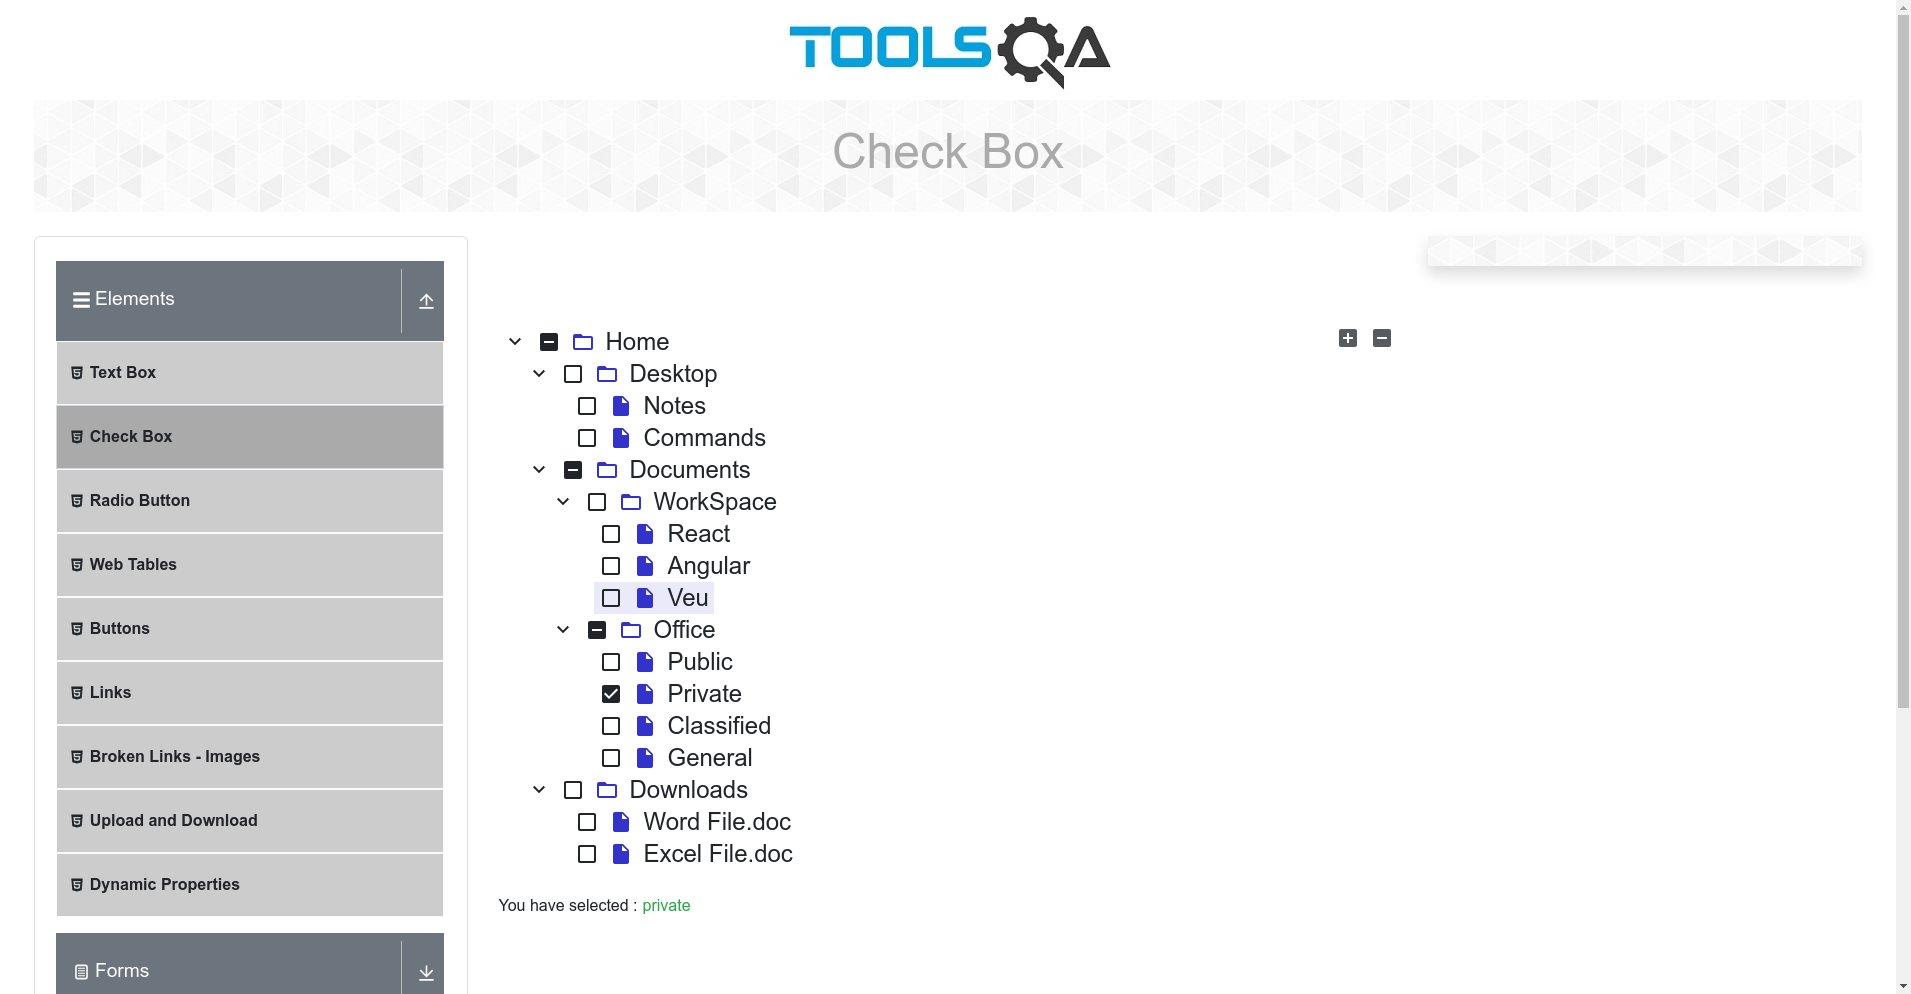 TOOLSQA
Check Box
Elements
Text Box
Check Box
Radio Button
Web Tables
Buttons
Links
Broken Links - Images
Upload and Download
Dynamic Properties
Forms
Home
Desktop
Notes
Commands
Documents
WorkSpace
React
Angular
Veu
Office
Public
Private
Classified
General
Downloads
Word File.doc
Excel File.doc
You have selected : private